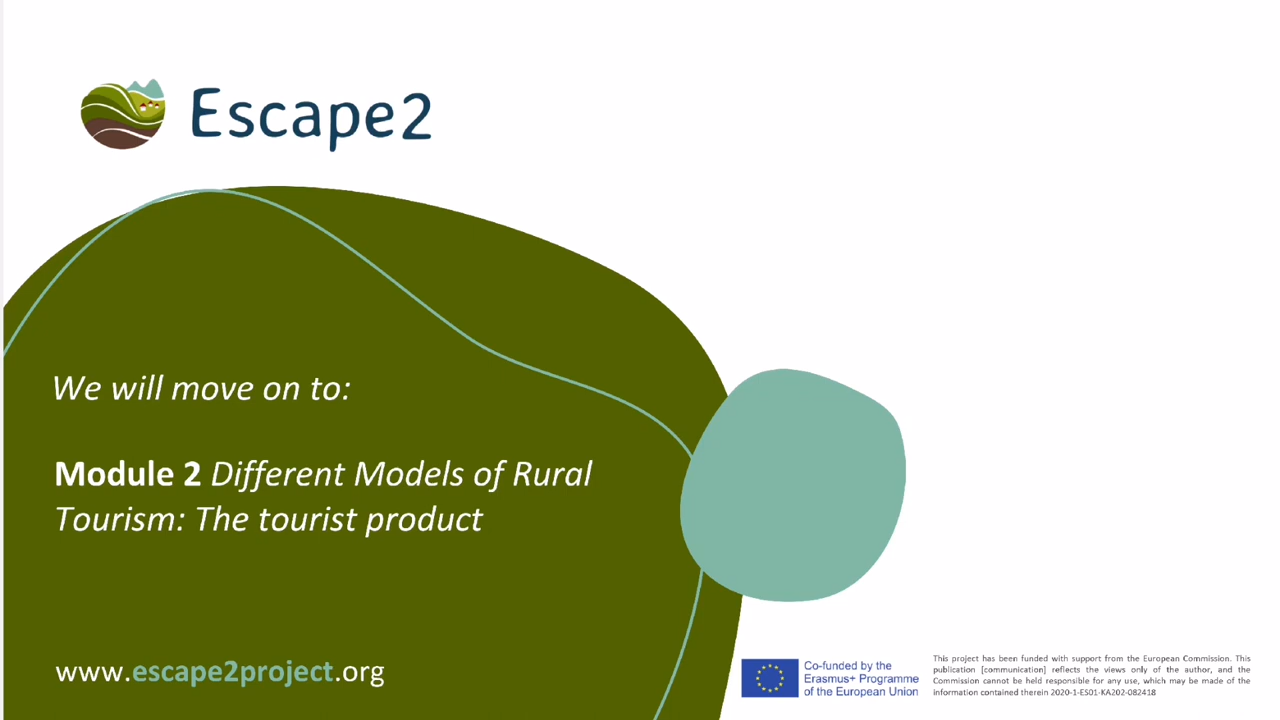 Escape2
We will move on to:
Module 2 Different Models of Rural
Tourism: The tourist product
www.escape2project.org
Co-funded by the
Erasmus+ Programme
of the European Union
This project has been funded with support from the European Commission. This
publication [communication] reflects the views only of the author, and the
Commission cannot be held responsible for any use, which may be made of the
information contained therein 2020-1-ES01-KA202-082418